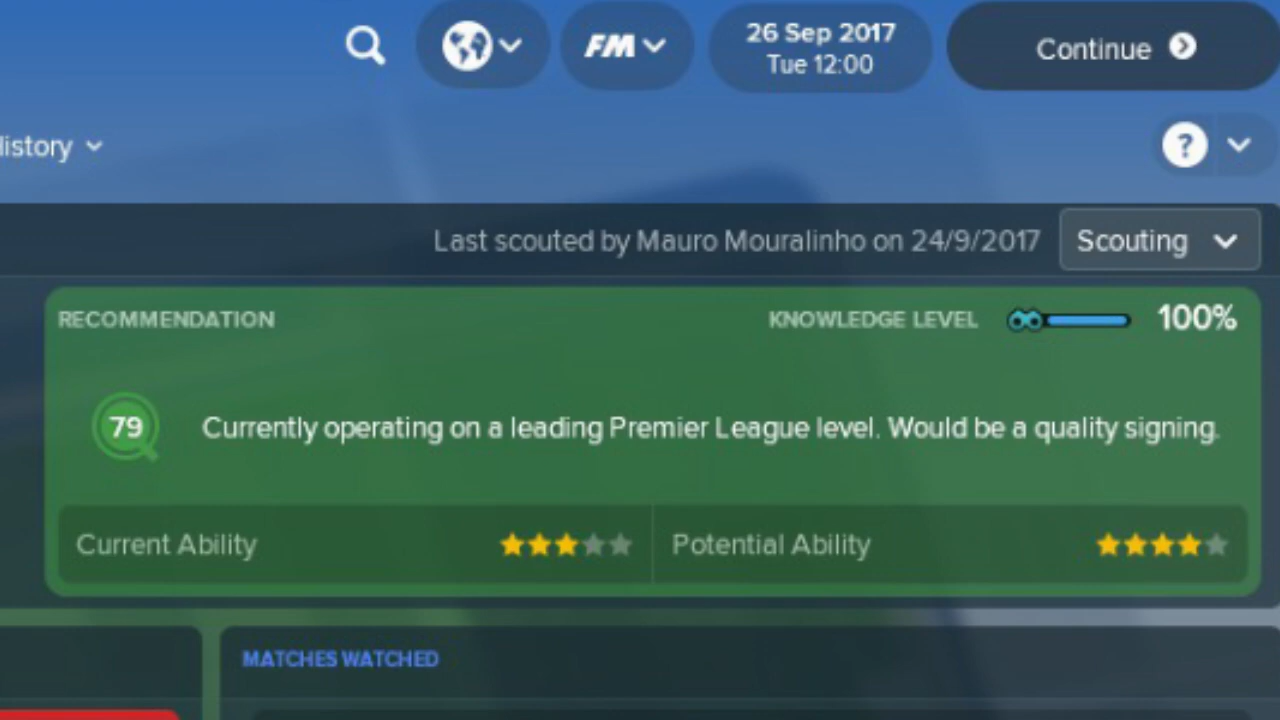 FM
26 Sep 2017
Tue 12:00
Continue
History
?
Last scouted by Mauro Mouralinho on 24/9/2017
Scouting
RECOMMENDATION
KNOWLEDGE LEVEL
100%
79
Currently operating on a leading Premier League level. Would be a quality signing.
Current Ability
Potential Ability
MATCHES WATCHED